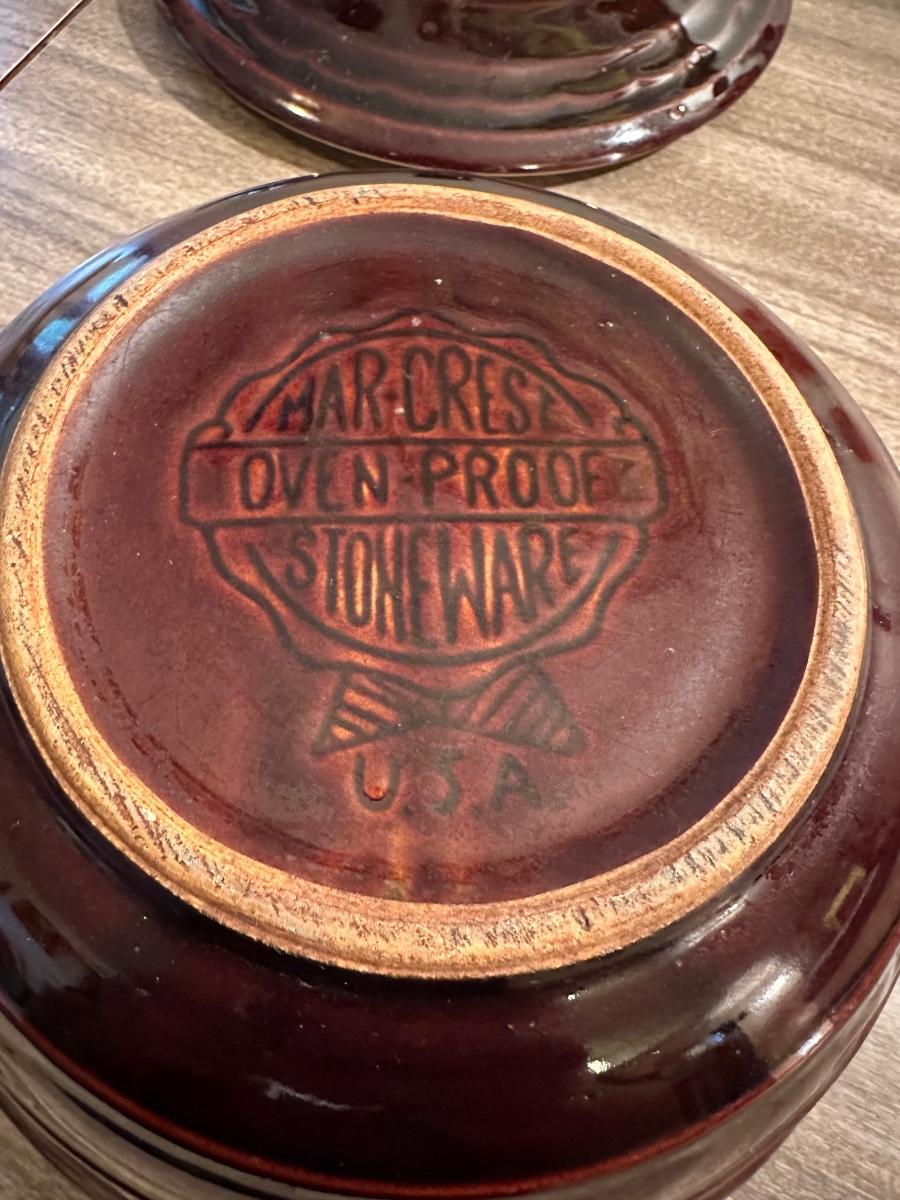 MAR-CREST
OVEN-PROOF
STONEWARE
U.S.A.